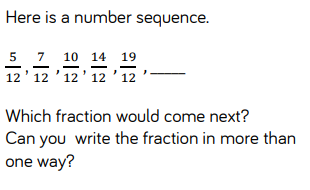 Here is a number sequence.
5/12, 7/12, 10/12, 14/12, 19/12, ____
Which fraction would come next?
Can you write the fraction in more than
one way?